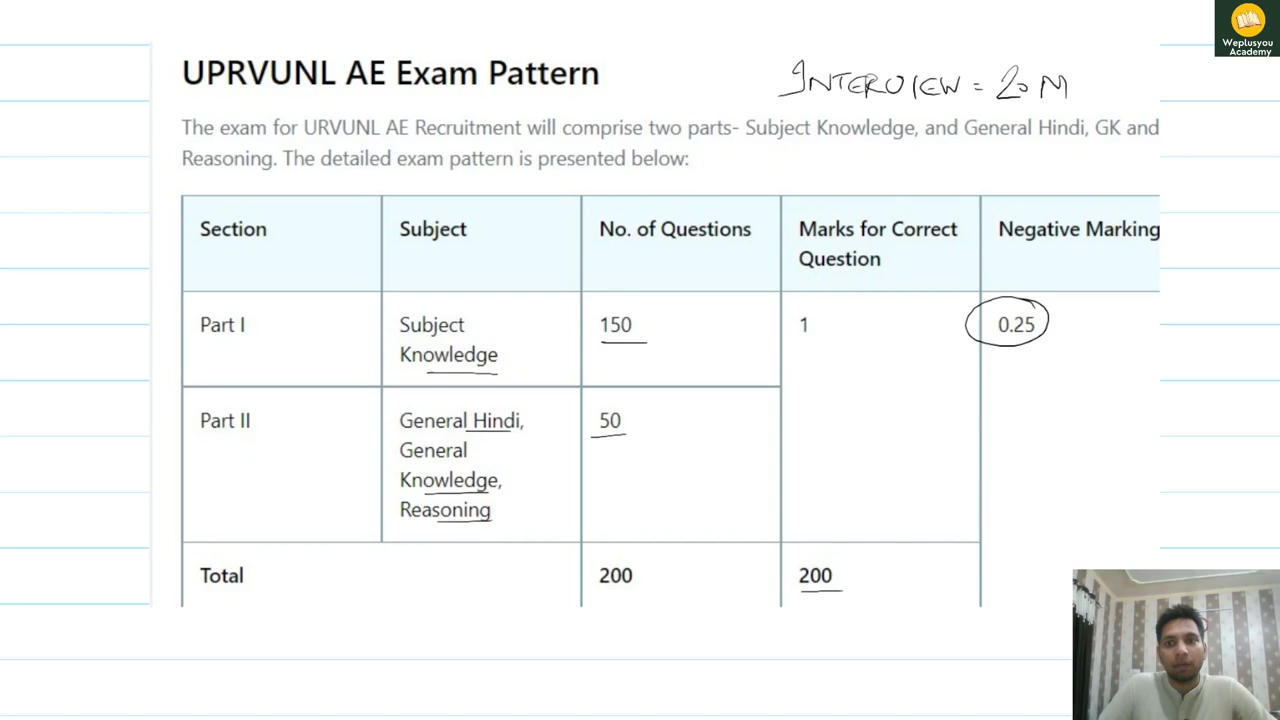 Weplusyou
Academy
UPRVUNL AE Exam Pattern
INTERVIEW = 20 M
The exam for URVUNL AE Recruitment will comprise two parts- Subject Knowledge, and General Hindi, GK and
Reasoning. The detailed exam pattern is presented below:
Section Subject No. of Questions Marks for Correct Question Negative Marking
Part I Subject Knowledge 150 1 0.25
Part II General Hindi, General Knowledge, Reasoning 50
Total 200 200